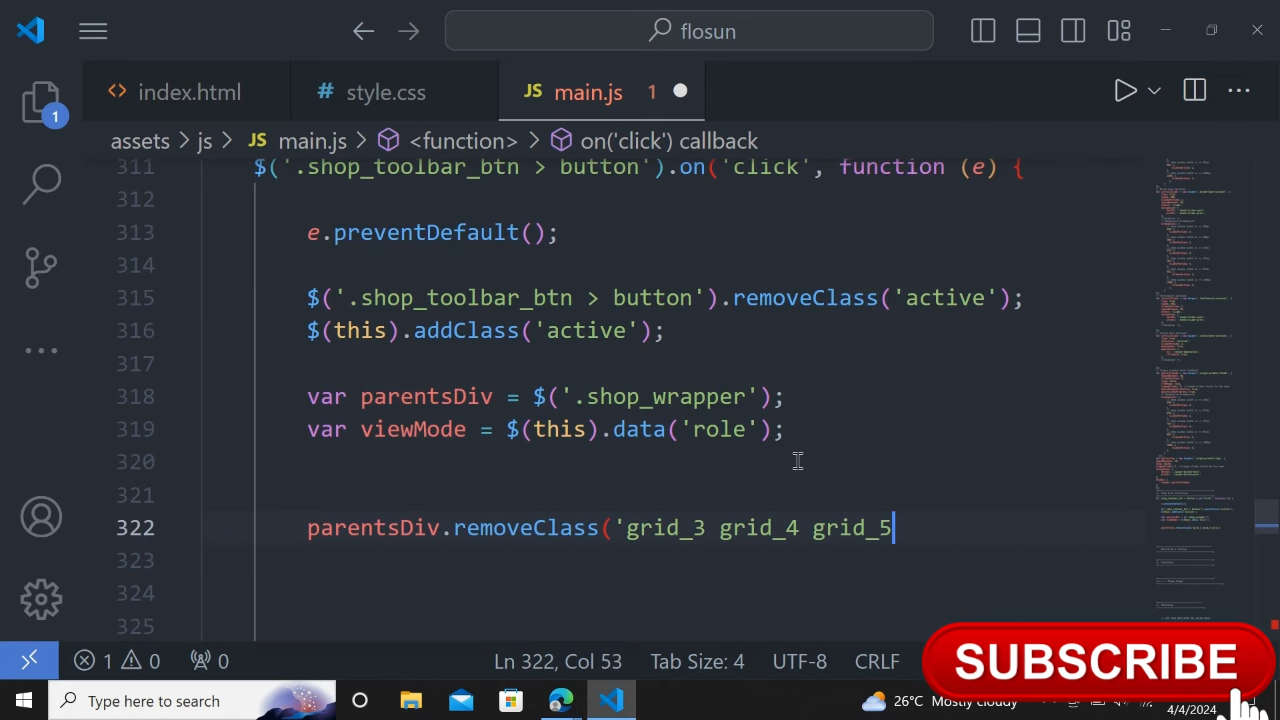 flosun
index.html
style.css
JS main.js 1
assets > js > JS main.js > <function> > on('click') callback
311 $('.shop_toolbar_btn > button').on('click', function (e) {
312
313 e.preventDefault();
314
315 $('.shop_toolbar_btn > button').removeClass('active');
316 $(this).addClass('active');
317
318 var parentsDiv = $('.shop_wrapper');
319 var viewMode = $(this).data('role');
320
321
322 parentsDiv.removeClass('grid_3 grid_4 grid_5
323
324
325
1
1 0 0
Ln 322, Col 53
Tab Size: 4
UTF-8
CRLF
SUBSCRIBE
Type here to search
26°C Mostly cloudy
4/4/2024